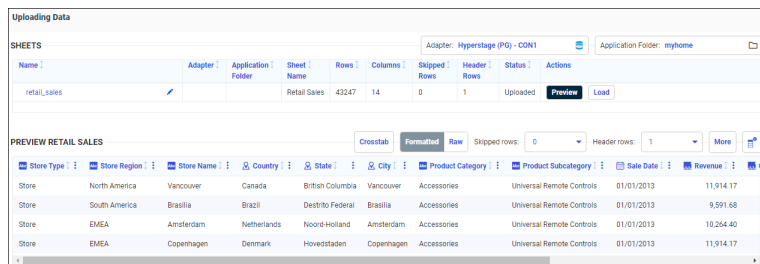 Uploading Data
SHEETS
Adapter: Hyperstage (PG) - CON1
Application Folder: myhome
Name Adapter Application Folder Sheet Name Rows Columns Skipped Rows Header Rows Status Actions
retail_sales Retail Sales 43247 14 0 1 Uploaded Preview Load
PREVIEW RETAIL SALES
Crosstab Formatted Raw Skipped rows: 0 Header rows: 1 More
Store Type Store Region Store Name Country State City Product Category Product Subcategory Sale Date Revenue
Store North America Vancouver Canada British Columbia Vancouver Accessories Universal Remote Controls 01/01/2013 11,914.17
Store South America Brasilia Brazil Destrito Federal Brasilia Accessories Universal Remote Controls 01/01/2013 9,591.68
Store EMEA Amsterdam Netherlands Noord-Holland Amsterdam Accessories Universal Remote Controls 01/01/2013 10,264.40
Store EMEA Copenhagen Denmark Hovedstaden Copenhagen Accessories Universal Remote Controls 01/01/2013 11,914.17